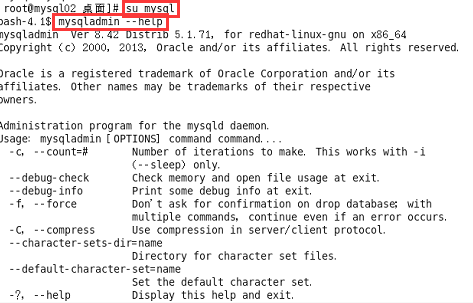 root@mysql02 桌面]# su mysql
bash-4.1$ mysqladmin --help
mysqladmin  Ver 8.42 Distrib 5.1.71, for redhat-linux-gnu on x86_64
Copyright (c) 2000, 2013, Oracle and/or its affiliates. All rights reserved.

Oracle is a registered trademark of Oracle Corporation and/or its
affiliates. Other names may be trademarks of their respective
owners.

Administration program for the mysqld daemon.
Usage: mysqladmin [OPTIONS] command command....
  -c, --count=#       Number of iterations to make. This works with -i
                      (--sleep) only.
  --debug-check       Check memory and open file usage at exit.
  --debug-info        Print some debug info at exit.
  -f, --force         Don't ask for confirmation on drop database; with
                      multiple commands, continue even if an error occurs.
  -C, --compress      Use compression in server/client protocol.
  --character-sets-dir=name
                      Directory for character set files.
  --default-character-set=name
                      Set the default character set.
  -?, --help          Display this help and exit.